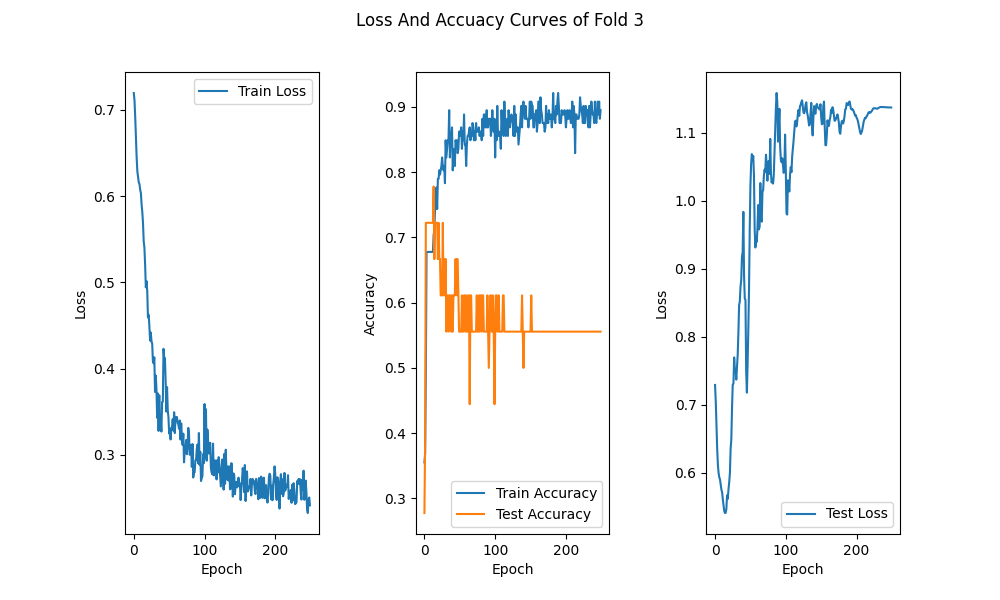 Loss And Accuacy Curves of Fold 3
Train Loss
0.7
0.6
0.5
0.4
0.3
Loss
0
100
200
Epoch
0.9
0.8
0.7
0.6
0.5
0.4
0.3
Accuracy
Train Accuracy
Test Accuracy
0
100
200
Epoch
1.1
1.0
0.9
0.8
0.7
0.6
Loss
Test Loss
0
100
200
Epoch